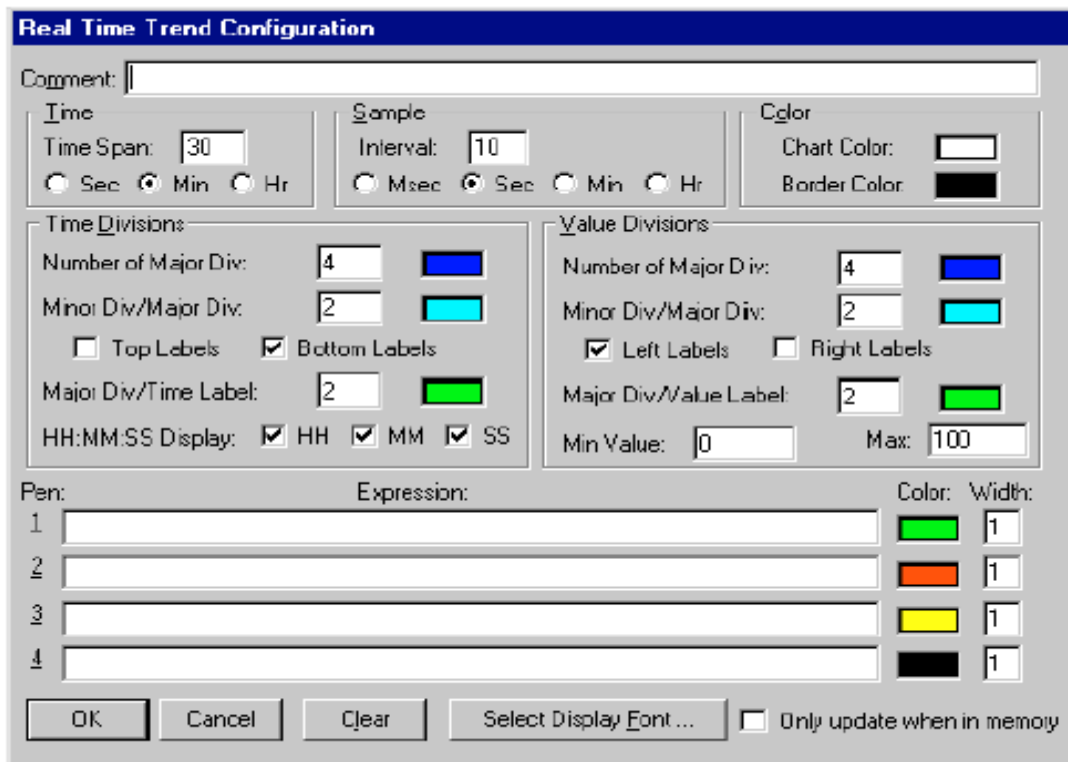 Real Time Trend Configuration
Comment:
Time
Sample
Color
Time Span: 30
Interval: 10
Chart Color:
Sec Min Hr
Msec Sec Min Hr
Border Color:
Time Divisions
Value Divisions
Number of Major Div: 4
Number of Major Div: 4
Minor Div/Major Div: 2
Minor Div/Major Div: 2
Top Labels Bottom Labels
Left Labels Right Labels
Major Div/Time Label: 2
Major Div/Value Label: 2
HH:MM:SS Display: HH MM SS
Min Value: 0 Max: 100
Pen: Expression: Color: Width:
1 1
2 1
3 1
4 1
OK Cancel Clear Select Display Font ... Only update when in memory